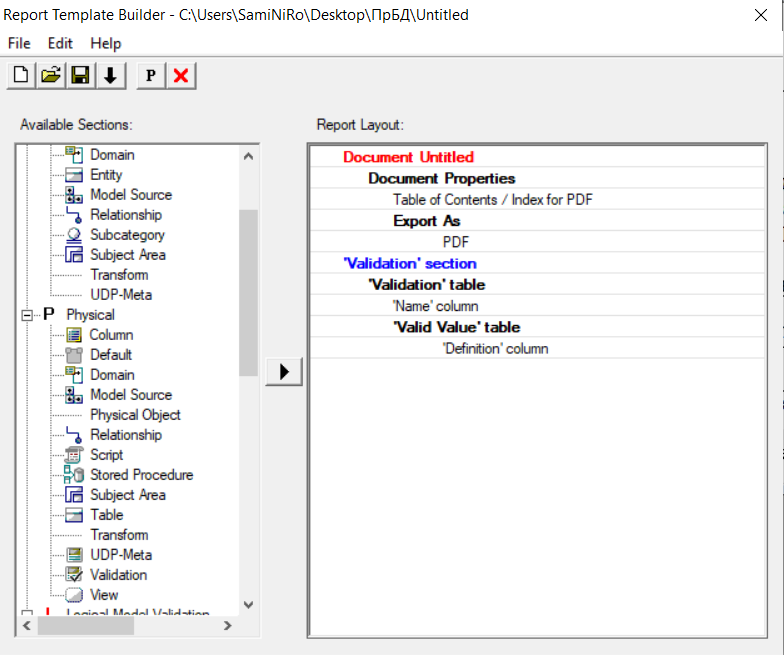 Report Template Builder - C:\Users\SamiNiRo\Desktop\ПрБД\Untitled
File Edit Help
P
Available Sections:
Domain
Entity
Model Source
Relationship
Subcategory
Subject Area
Transform
UDP-Meta
P Physical
Column
Default
Domain
Model Source
Physical Object
Relationship
Script
Stored Procedure
Subject Area
Table
Transform
UDP-Meta
Validation
View
Logical Model Validation
Report Layout:
Document Untitled
Document Properties
Table of Contents / Index for PDF
Export As
PDF
'Validation' section
'Validation' table
'Name' column
'Valid Value' table
'Definition' column